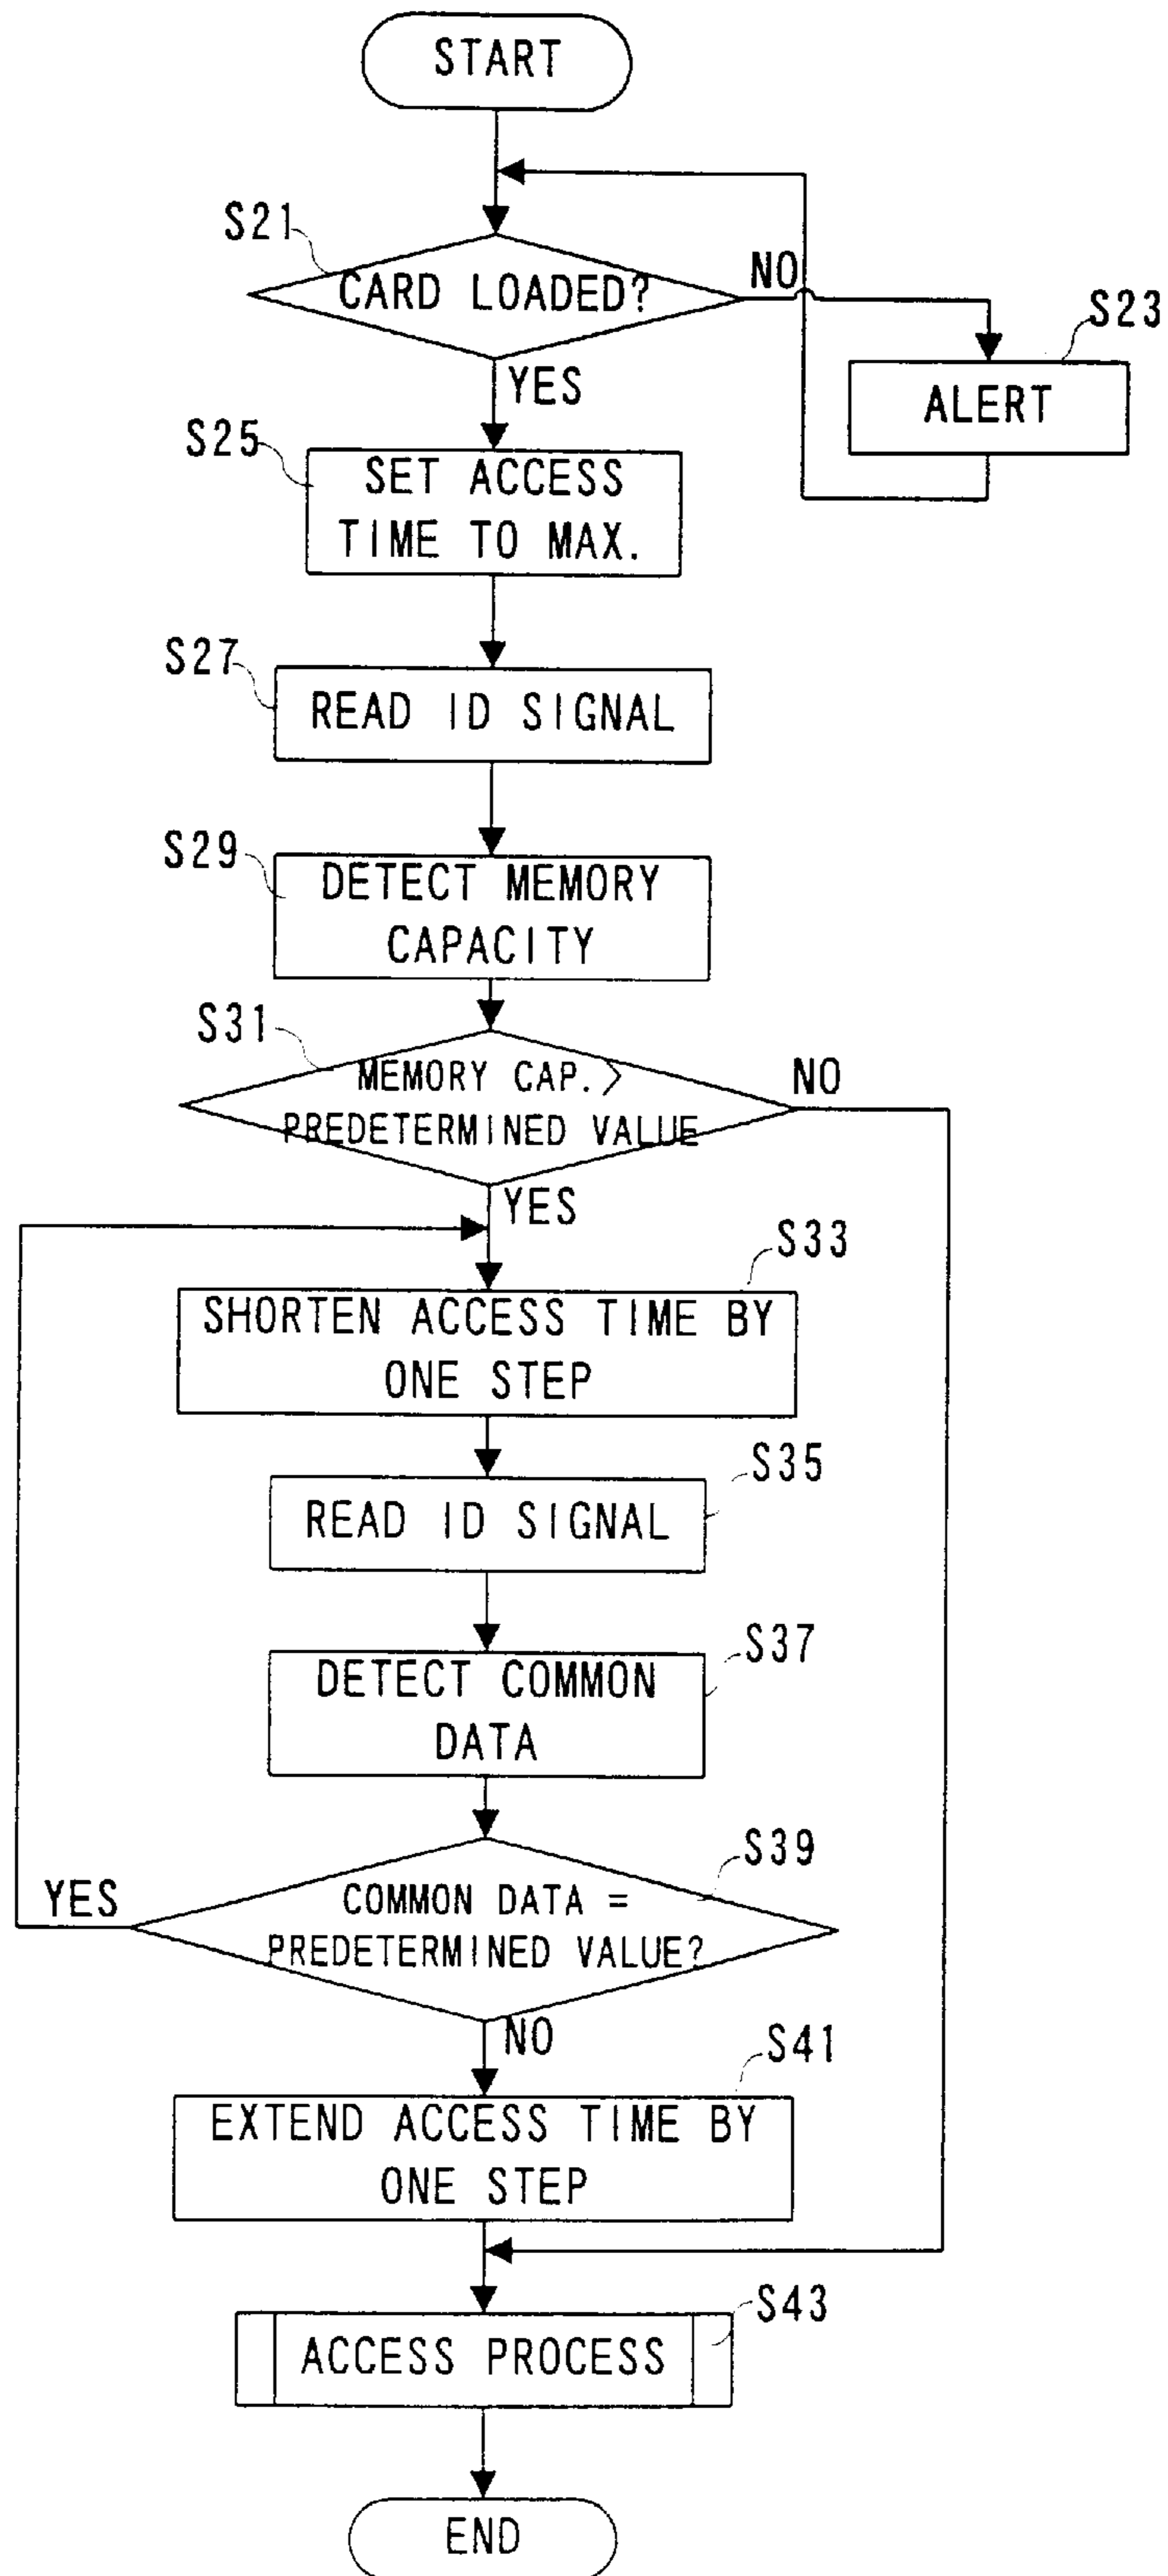 START
S21
CARD LOADED?
NO
S23
ALERT
YES
S25
SET ACCESS
TIME TO MAX.
S27
READ ID SIGNAL
S29
DETECT MEMORY
CAPACITY
S31
MEMORY CAP.>
PREDETERMINED VALUE
NO
YES
S33
SHORTEN ACCESS TIME BY
ONE STEP
S35
READ ID SIGNAL
S37
DETECT COMMON
DATA
S39
COMMON DATA =
PREDETERMINED VALUE?
YES
NO
S41
EXTEND ACCESS TIME BY
ONE STEP
S43
ACCESS PROCESS
END